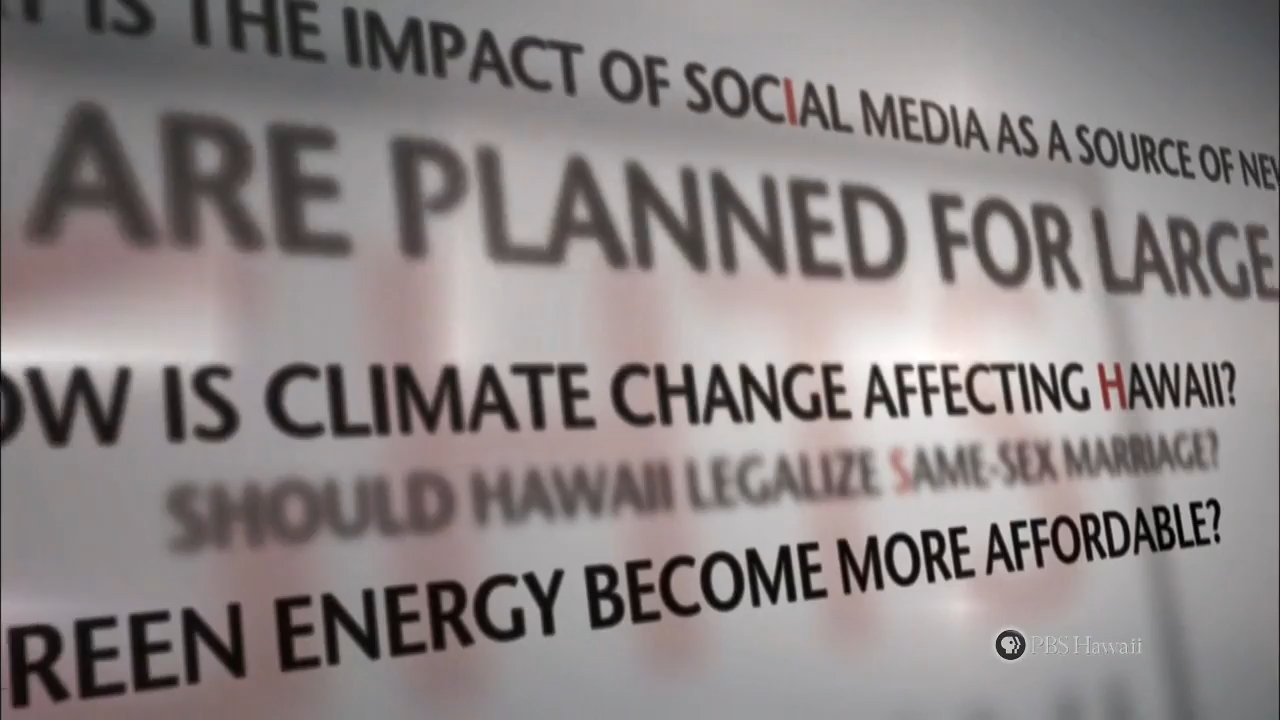 IS THE IMPACT OF SOCIAL MEDIA AS A SOURCE OF NEW
ARE PLANNED FOR LARGE
OW IS CLIMATE CHANGE AFFECTING HAWAII?
SHOULD HAWAII LEGALIZE SAME-SEX MARRIAGE?
REEN ENERGY BECOME MORE AFFORDABLE?
PBS Hawaii